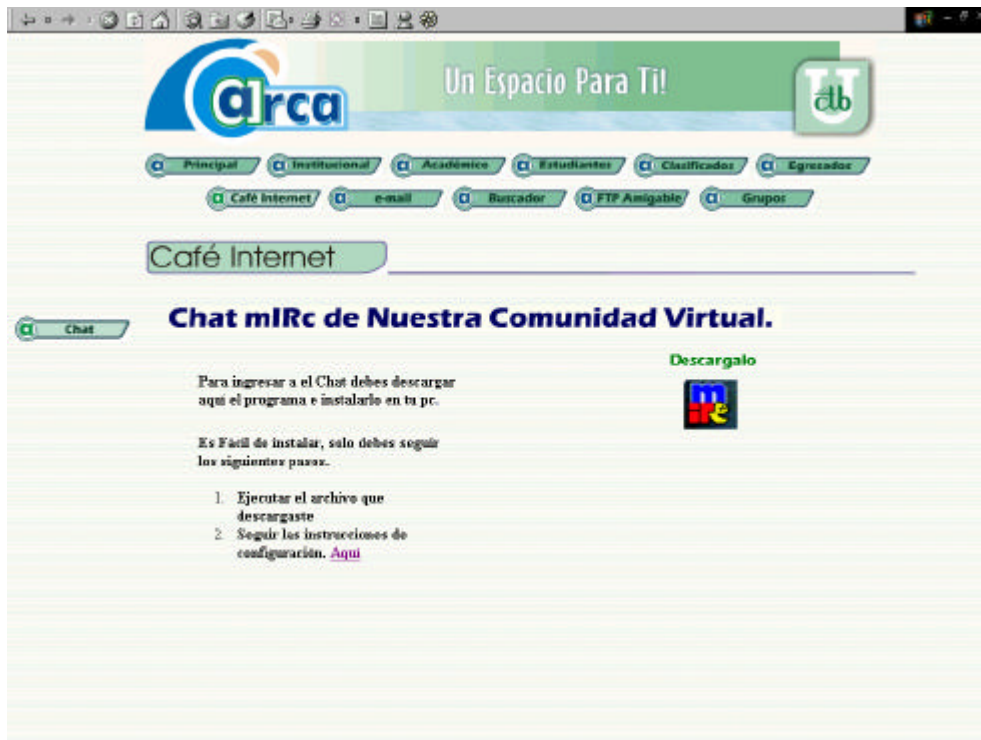 arca
Un Espacio Para Ti!
U
ctb
Principal Institucional Académico Estudiantes Clasificados Egresados
Café Internet e-mail Buscador FTP Amigable Grupos
Café Internet
Chat
Chat mIRc de Nuestra Comunidad Virtual.
Descargalo
mirc
Para ingresar a el Chat debes descargar
aqui el programa e instalarlo en tu pc.
Es Facil de instalar, solo debes seguir
los siguientes pasos.
1. Ejecutar el archivo que
descargaste
2. Seguir las instrucciones de
configuración. Aqui